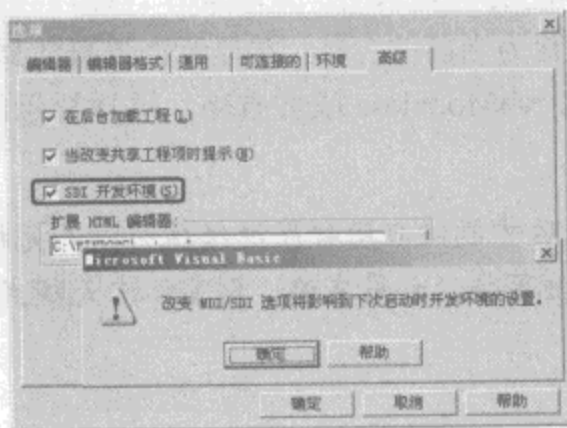 选项
编辑器 编辑器格式 通用 可连接的 环境 高级
在后台加载工程(L)
当改变共享工程项时提示(N)
SDI 开发环境(S)
扩展 HTML 编辑器:
Microsoft Visual Basic
改变 MDI/SDI 选项将影响到下次启动时开发环境的设置。
确定 帮助
确定 取消 帮助